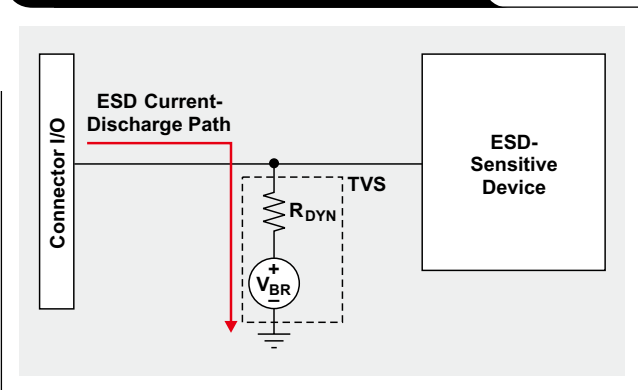 ESD Current-
Discharge Path
Connector I/O
TVS
RDYN
+
VBR
–
ESD-
Sensitive
Device